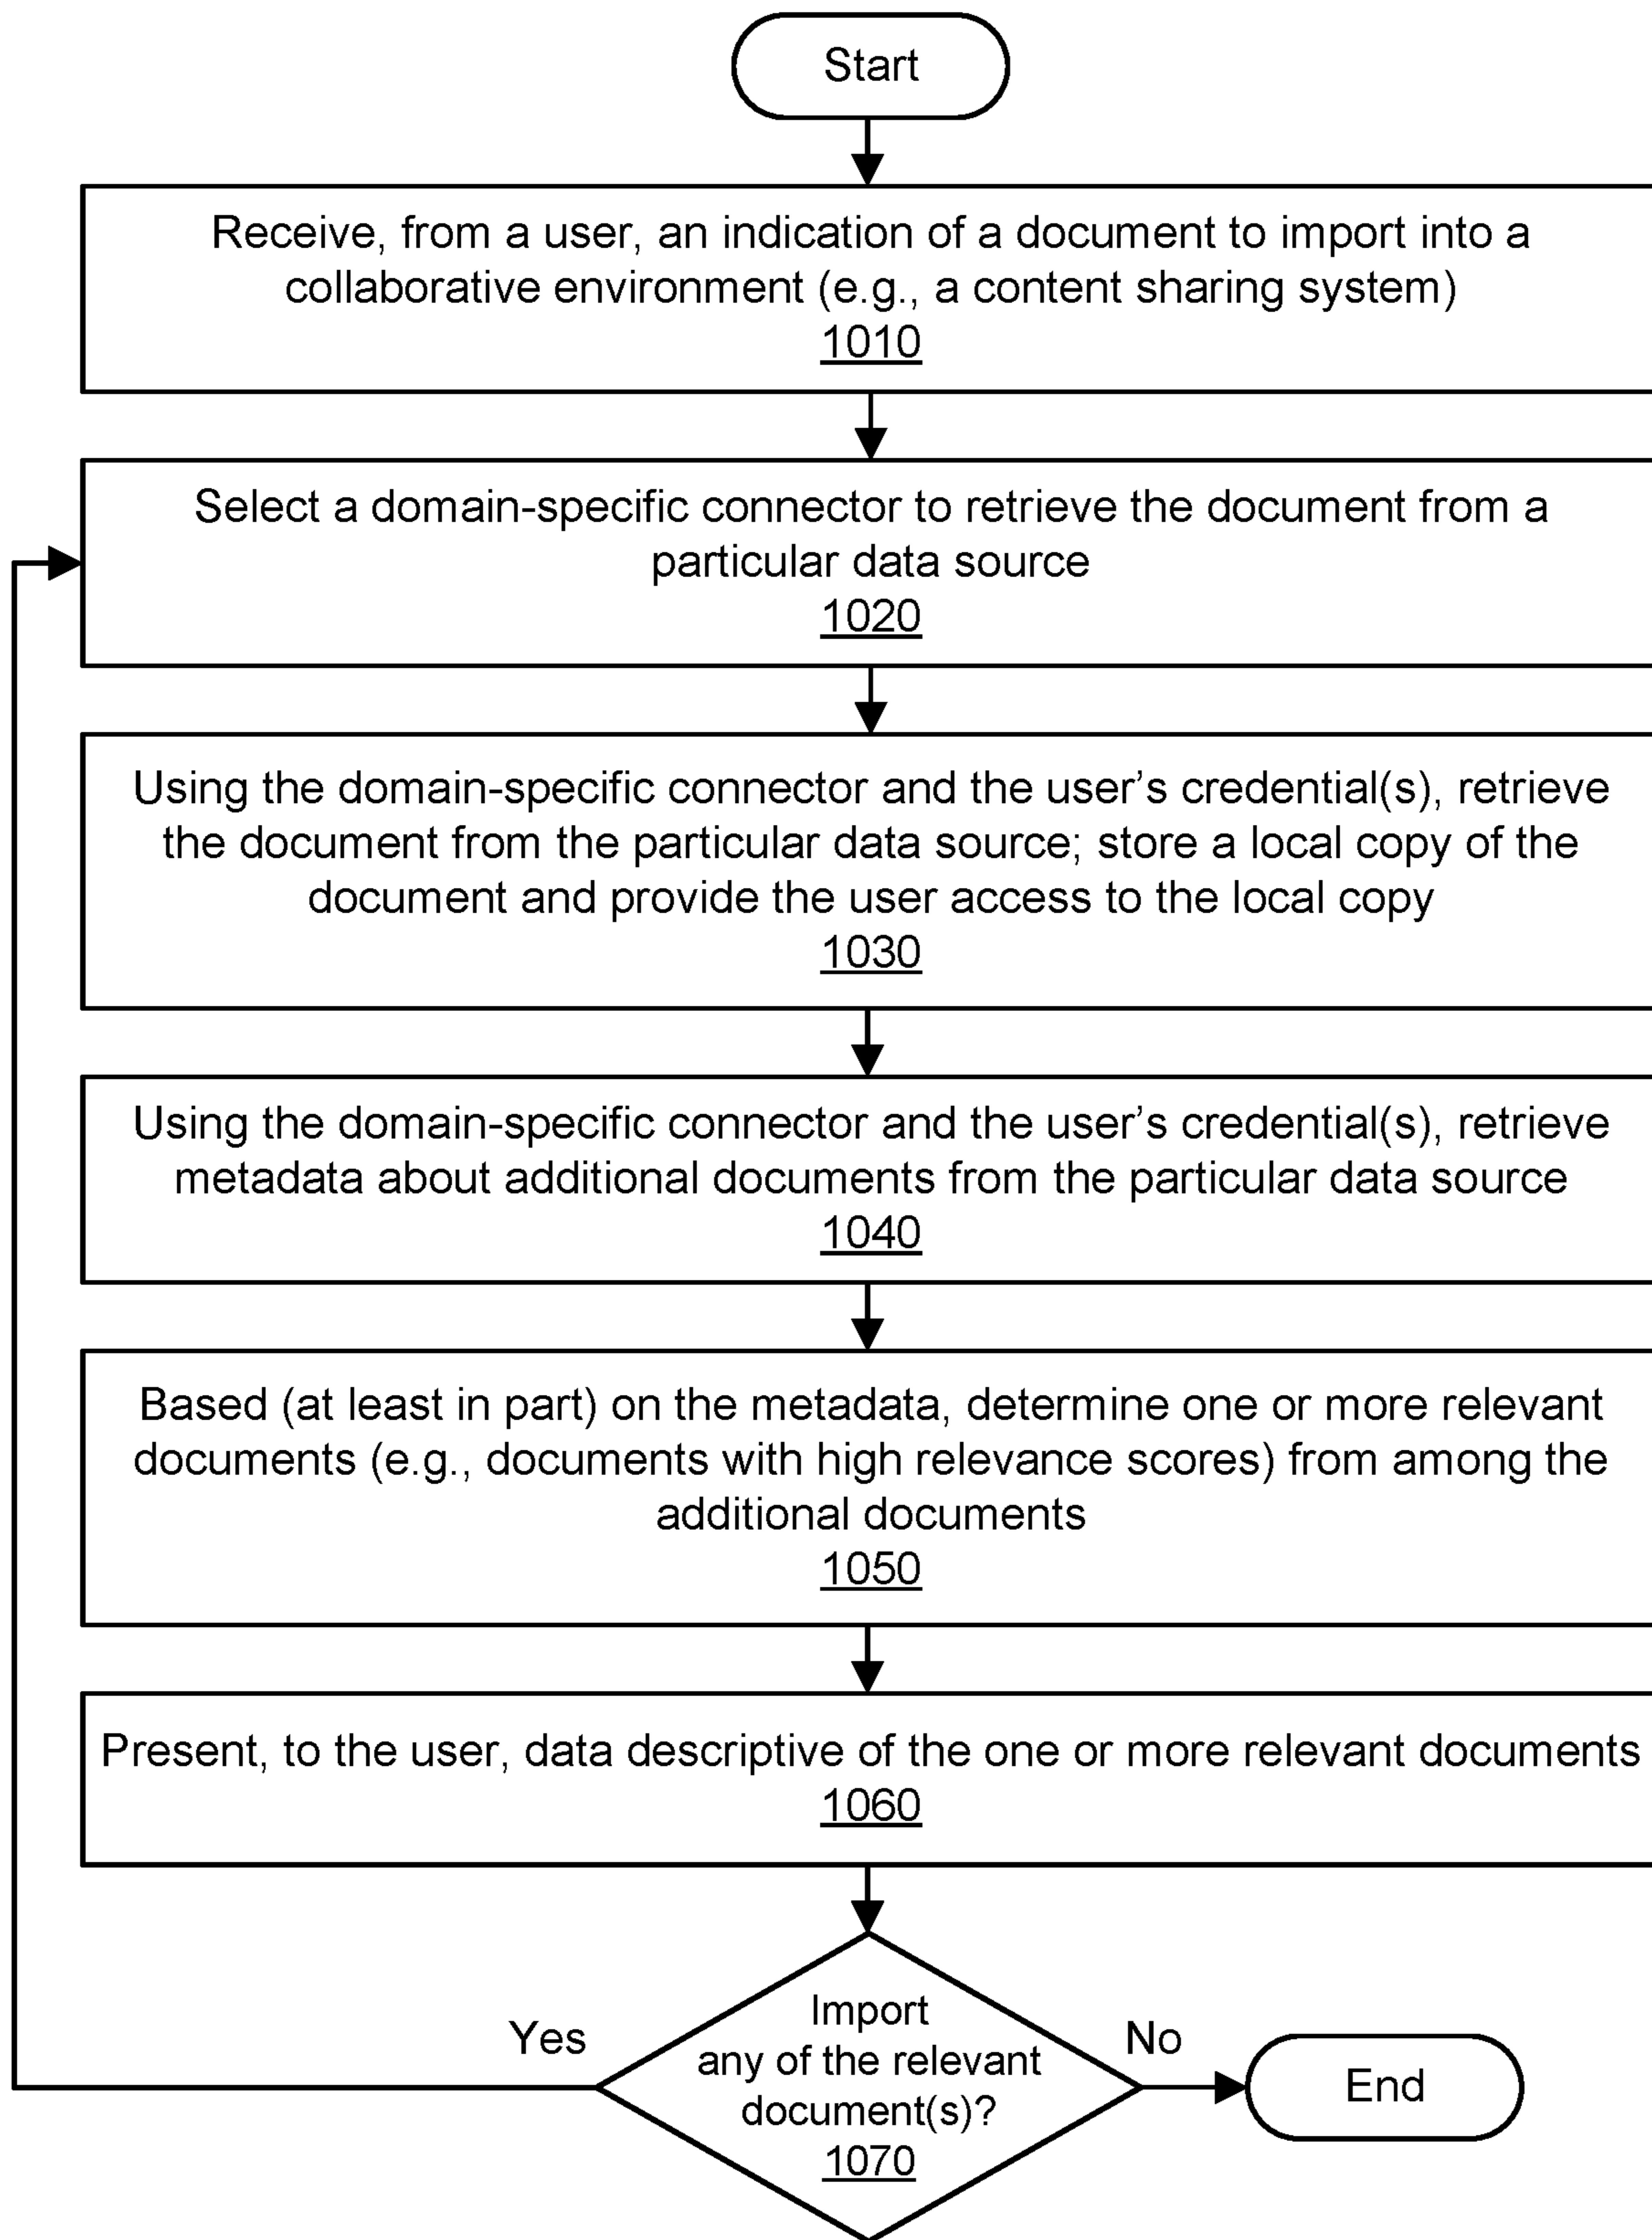 Start
Receive, from a user, an indication of a document to import into a
collaborative environment (e.g., a content sharing system)
1010
Select a domain-specific connector to retrieve the document from a
particular data source
1020
Using the domain-specific connector and the user’s credential(s), retrieve
the document from the particular data source; store a local copy of the
document and provide the user access to the local copy
1030
Using the domain-specific connector and the user’s credential(s), retrieve
metadata about additional documents from the particular data source
1040
Based (at least in part) on the metadata, determine one or more relevant
documents (e.g., documents with high relevance scores) from among the
additional documents
1050
Present, to the user, data descriptive of the one or more relevant documents
1060
Import
any of the relevant
document(s)?
1070
Yes
No
End